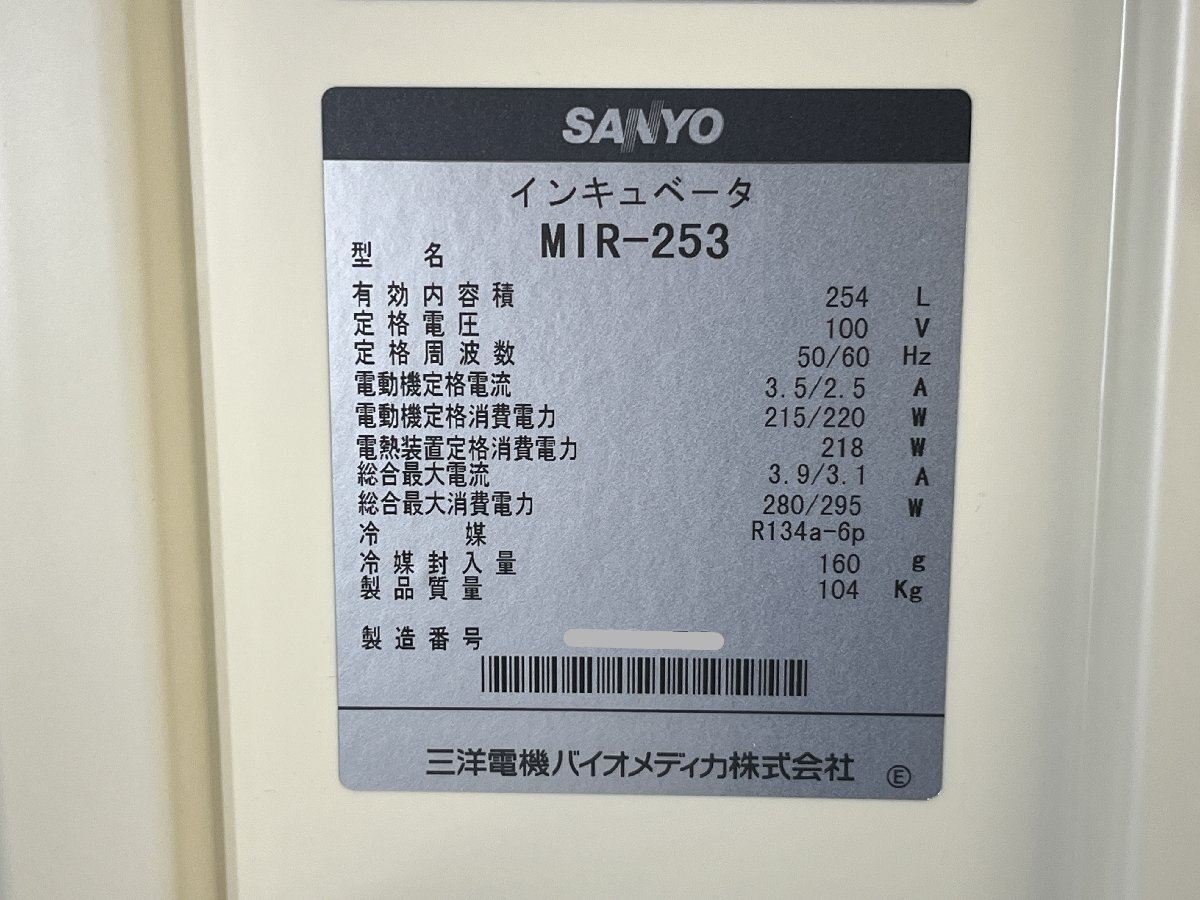 SANYO
インキュベータ
型名 MIR-253
有効内容積 254 L
定格電圧 100 V
定格周波数 50/60 Hz
電動機定格電流 3.5/2.5 A
電動機定格消費電力 215/220 W
電熱装置定格消費電力 218 W
総合最大電流 3.9/3.1 A
総合最大消費電力 280/295 W
冷媒 R134a-6p
冷媒封入量 160 g
製品質量 104 Kg
製造番号
三洋電機バイオメディカ株式会社 Ⓔ